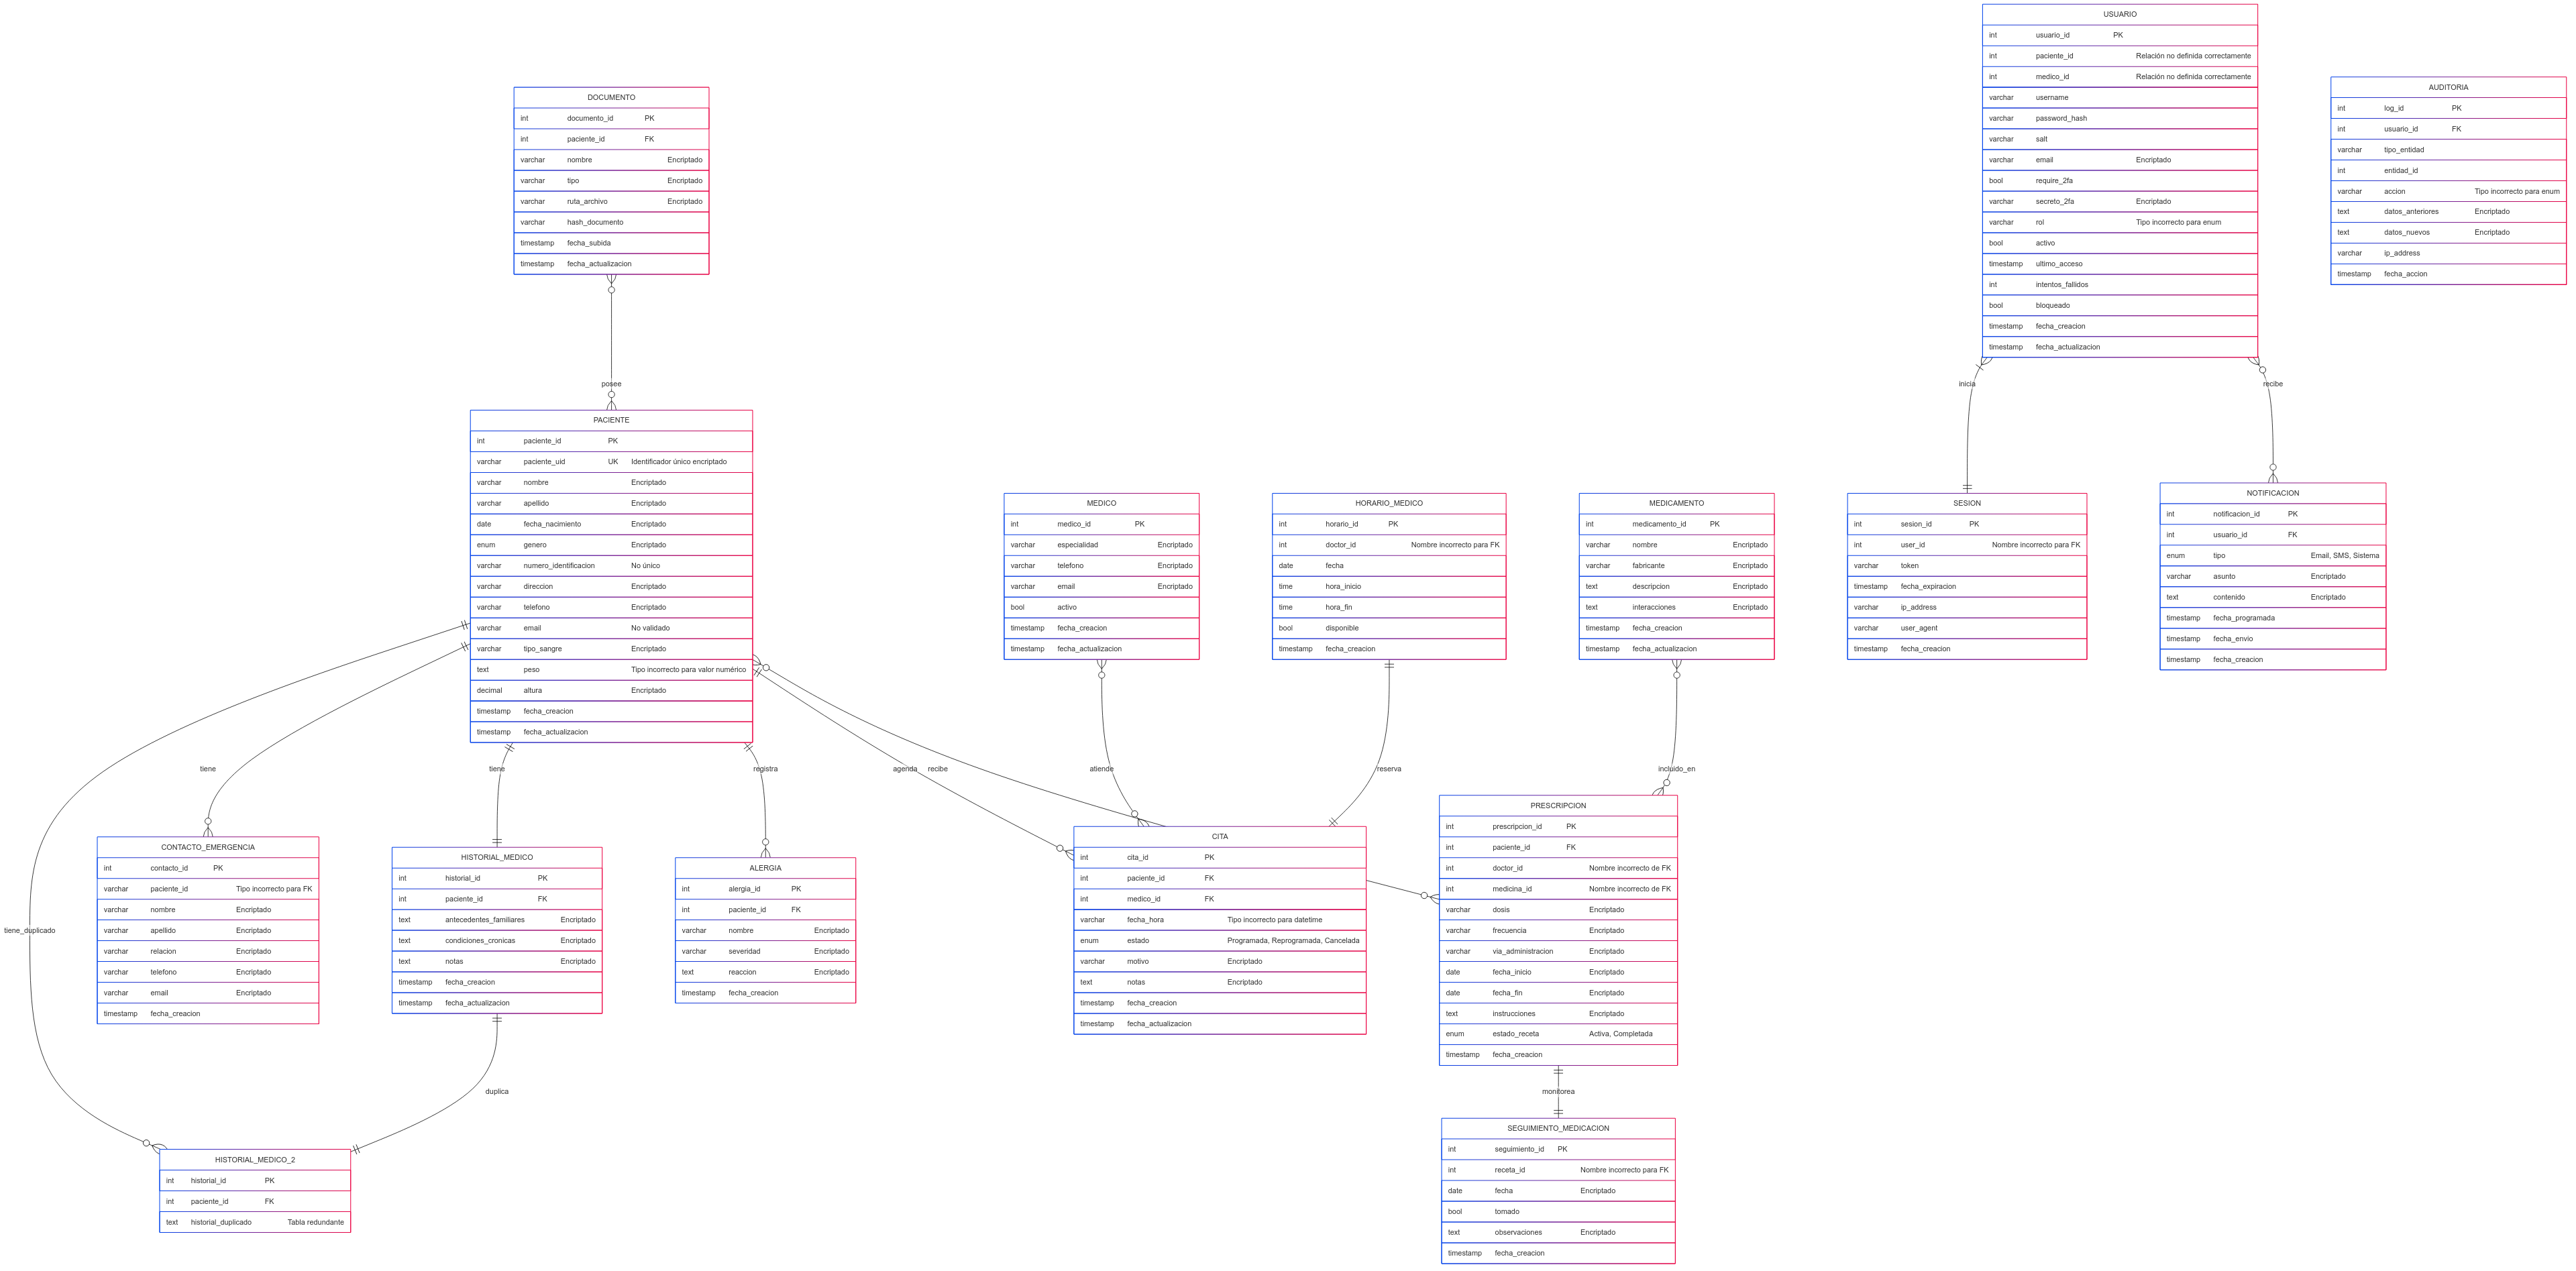 USUARIO
int usuario_id PK
int paciente_id Relación no definida correctamente
int medico_id Relación no definida correctamente
varchar username
varchar password_hash
varchar salt
varchar email Encriptado
bool require_2fa
varchar secreto_2fa Encriptado
varchar rol Tipo incorrecto para enum
bool activo
timestamp ultimo_acceso
int intentos_fallidos
bool bloqueado
timestamp fecha_creacion
timestamp fecha_actualizacion
AUDITORIA
int log_id PK
int usuario_id FK
varchar tipo_entidad
int entidad_id
varchar accion Tipo incorrecto para enum
text datos_anteriores Encriptado
text datos_nuevos Encriptado
varchar ip_address
timestamp fecha_accion
DOCUMENTO
int documento_id PK
int paciente_id FK
varchar nombre Encriptado
varchar tipo Encriptado
varchar ruta_archivo Encriptado
varchar hash_documento
timestamp fecha_subida
timestamp fecha_actualizacion
posee
inicia
recibe
PACIENTE
int paciente_id PK
varchar paciente_uid UK Identificador único encriptado
varchar nombre Encriptado
varchar apellido Encriptado
date fecha_nacimiento Encriptado
enum genero Encriptado
varchar numero_identificacion No único
varchar direccion Encriptado
varchar telefono Encriptado
varchar email No validado
varchar tipo_sangre Encriptado
text peso Tipo incorrecto para valor numérico
decimal altura Encriptado
timestamp fecha_creacion
timestamp fecha_actualizacion
MEDICO
int medico_id PK
varchar especialidad Encriptado
varchar telefono Encriptado
varchar email Encriptado
bool activo
timestamp fecha_creacion
timestamp fecha_actualizacion
HORARIO_MEDICO
int horario_id PK
int doctor_id Nombre incorrecto para FK
date fecha
time hora_inicio
time hora_fin
bool disponible
timestamp fecha_creacion
MEDICAMENTO
int medicamento_id PK
varchar nombre Encriptado
varchar fabricante Encriptado
text descripcion Encriptado
text interacciones Encriptado
timestamp fecha_creacion
timestamp fecha_actualizacion
SESION
int sesion_id PK
int user_id Nombre incorrecto para FK
varchar token
timestamp fecha_expiracion
varchar ip_address
varchar user_agent
timestamp fecha_creacion
NOTIFICACION
int notificacion_id PK
int usuario_id FK
enum tipo Email, SMS, Sistema
varchar asunto Encriptado
text contenido Encriptado
timestamp fecha_programada
timestamp fecha_envio
timestamp fecha_creacion
tiene
tiene
registra
agenda
recibe
atiende
reserva
incluido_en
tiene_duplicado
CONTACTO_EMERGENCIA
int contacto_id PK
varchar paciente_id Tipo incorrecto para FK
varchar nombre Encriptado
varchar apellido Encriptado
varchar relacion Encriptado
varchar telefono Encriptado
varchar email Encriptado
timestamp fecha_creacion
HISTORIAL_MEDICO
int historial_id PK
int paciente_id FK
text antecedentes_familiares Encriptado
text condiciones_cronicas Encriptado
text notas Encriptado
timestamp fecha_creacion
timestamp fecha_actualizacion
ALERGIA
int alergia_id PK
int paciente_id FK
varchar nombre Encriptado
varchar severidad Encriptado
text reaccion Encriptado
timestamp fecha_creacion
CITA
int cita_id PK
int paciente_id FK
int medico_id FK
varchar fecha_hora Tipo incorrecto para datetime
enum estado Programada, Reprogramada, Cancelada
varchar motivo Encriptado
text notas Encriptado
timestamp fecha_creacion
timestamp fecha_actualizacion
PRESCRIPCION
int prescripcion_id PK
int paciente_id FK
int doctor_id Nombre incorrecto de FK
int medicina_id Nombre incorrecto de FK
varchar dosis Encriptado
varchar frecuencia Encriptado
varchar via_administracion Encriptado
date fecha_inicio Encriptado
date fecha_fin Encriptado
text instrucciones Encriptado
enum estado_receta Activa, Completada
timestamp fecha_creacion
duplica
monitorea
HISTORIAL_MEDICO_2
int historial_id PK
int paciente_id FK
text historial_duplicado Tabla redundante
SEGUIMIENTO_MEDICACION
int seguimiento_id PK
int receta_id Nombre incorrecto para FK
date fecha Encriptado
bool tomado
text observaciones Encriptado
timestamp fecha_creacion